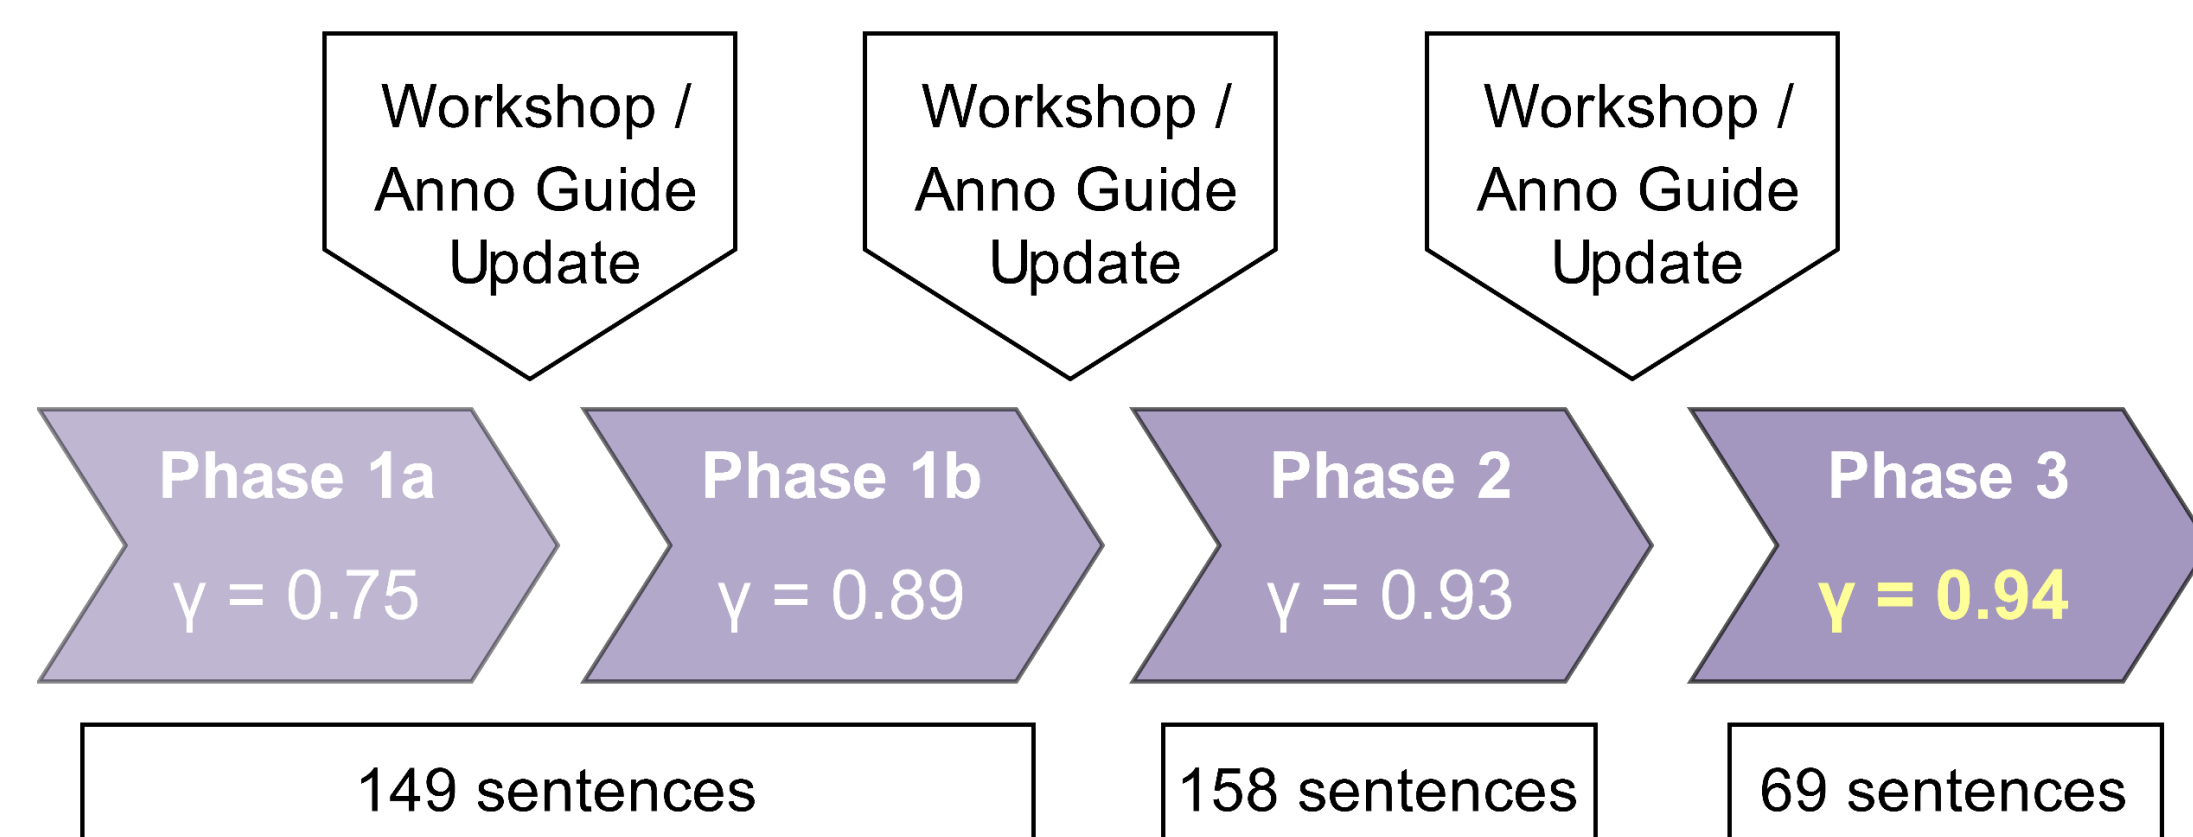 Workshop /
Anno Guide
Update
Workshop /
Anno Guide
Update
Workshop /
Anno Guide
Update
Phase 1a
γ = 0.75
Phase 1b
γ = 0.89
Phase 2
γ = 0.93
Phase 3
γ = 0.94
149 sentences
158 sentences
69 sentences